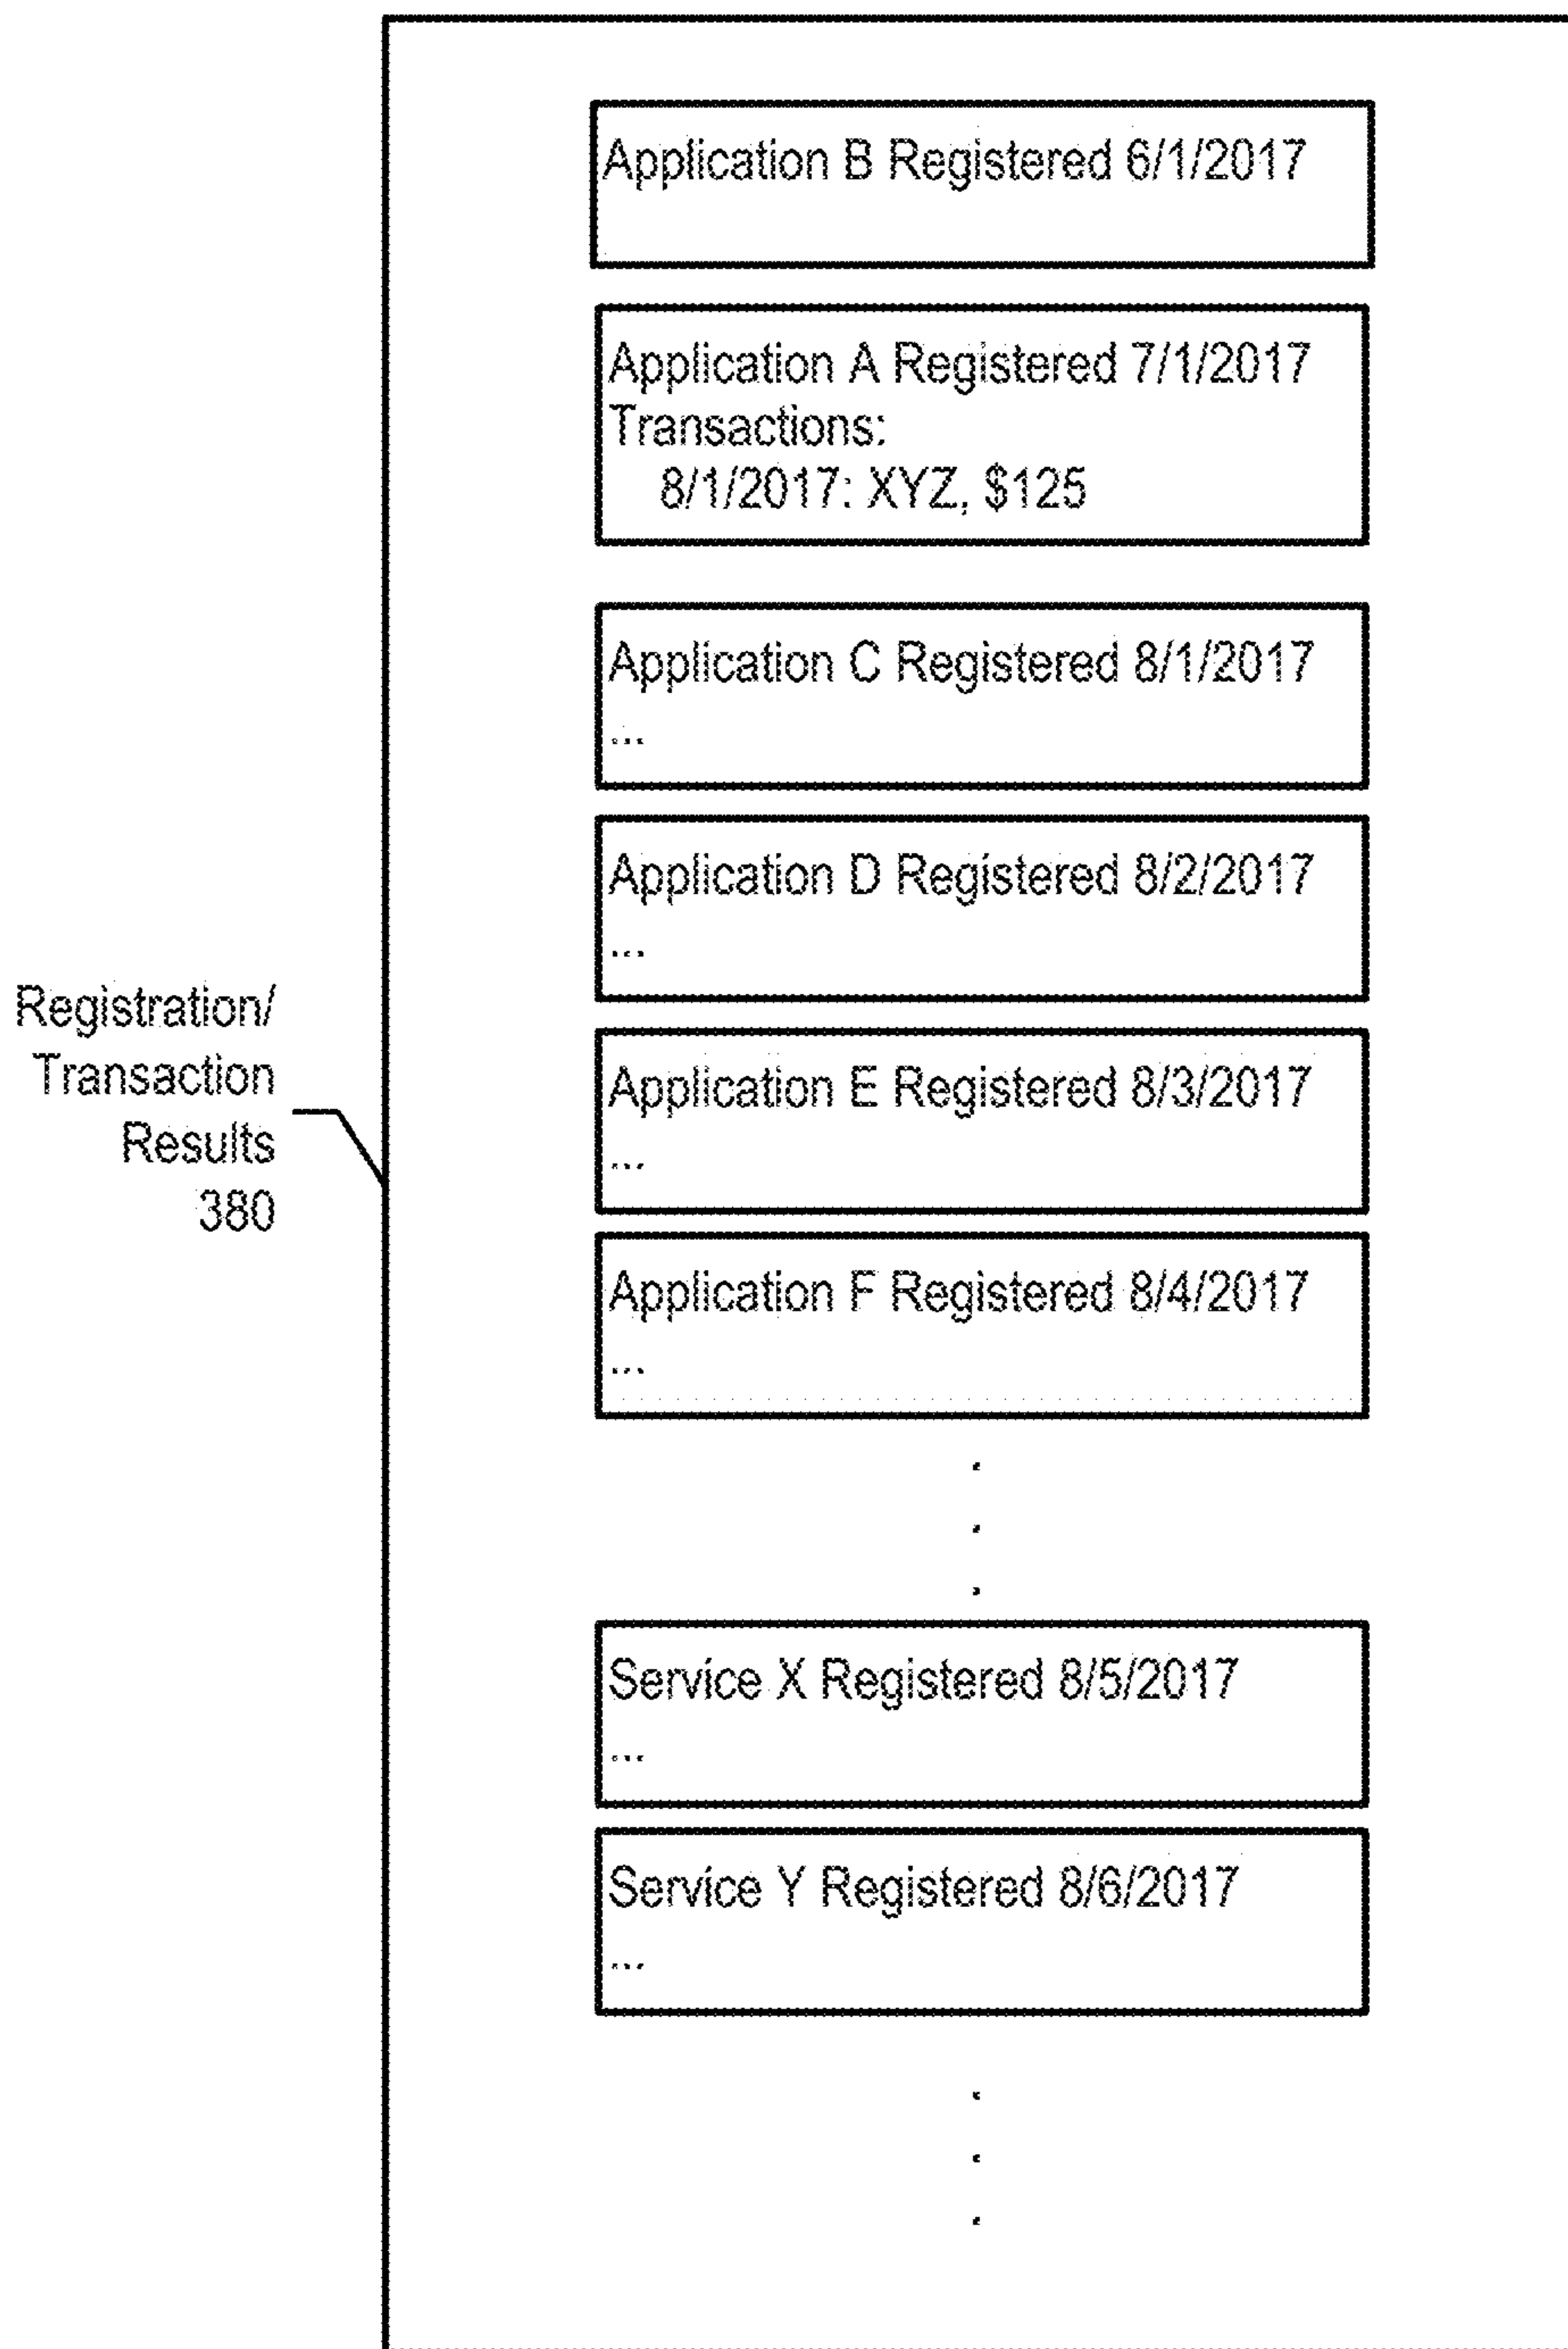 Application B Registered 6/1/2017
Application A Registered 7/1/2017
Transactions:
8/1/2017: XYZ, $125
Application C Registered 8/1/2017
...
Application D Registered 8/2/2017
...
Registration/
Transaction
Results
380
Application E Registered 8/3/2017
...
Application F Registered 8/4/2017
...
.
.
.
Service X Registered 8/5/2017
...
Service Y Registered 8/6/2017
...
.
.
.